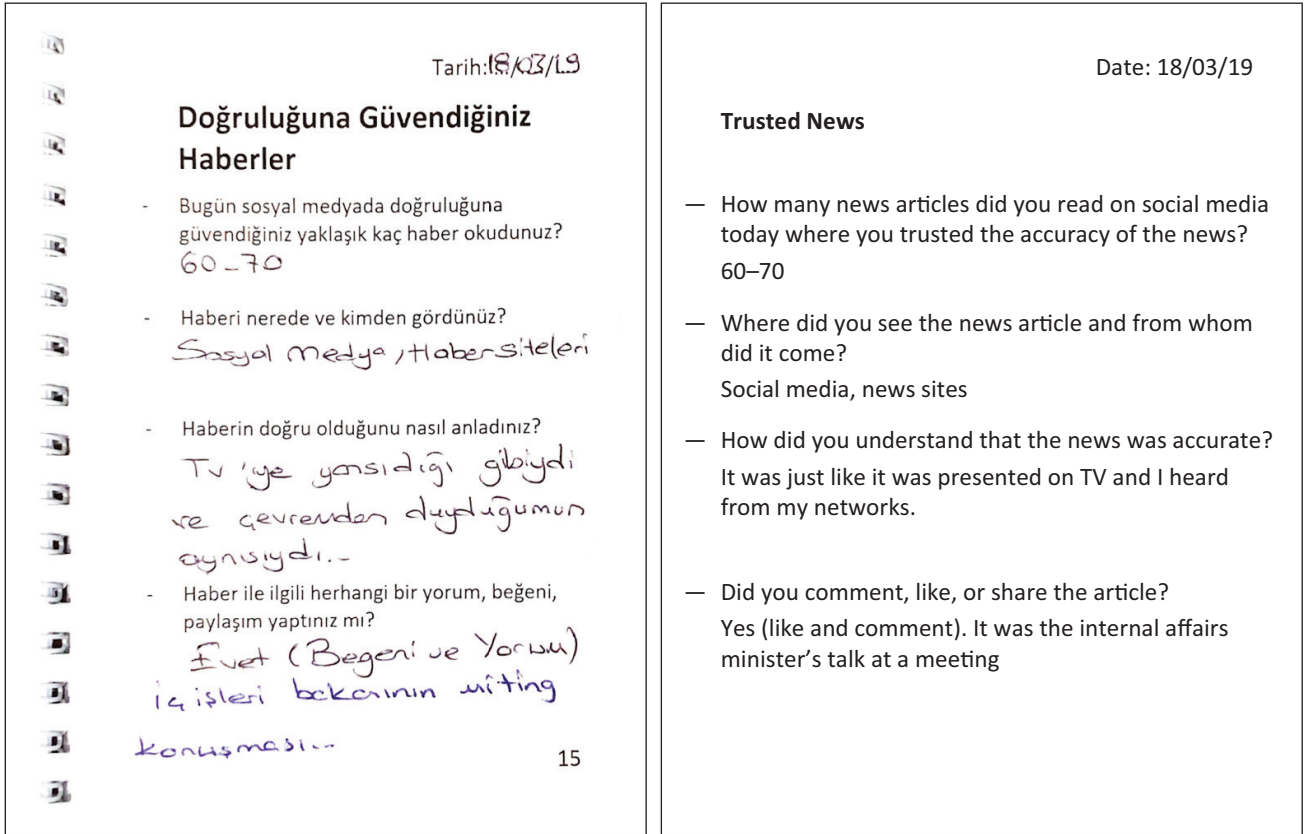 Tarih:18/03/19
Doğruluğuna Güvendiğiniz
Haberler
- Bugün sosyal medyada doğruluğuna
güvendiğiniz yaklaşık kaç haber okudunuz?
60-70
- Haberi nerede ve kimden gördünüz?
Sosyal Medya, Haber siteleri
- Haberin doğru olduğunu nasıl anladınız?
Tv'ye yansıdığı gibiydi
ve çevremden duyduğumun
aynısıydı..
- Haber ile ilgili herhangi bir yorum, beğeni,
paylaşım yaptınız mı?
Evet (Begeni ve Yorum)
iç işleri bakanının miting
konuşması...
15
Date: 18/03/19
Trusted News
— How many news articles did you read on social media
today where you trusted the accuracy of the news?
60–70
— Where did you see the news article and from whom
did it come?
Social media, news sites
— How did you understand that the news was accurate?
It was just like it was presented on TV and I heard
from my networks.
— Did you comment, like, or share the article?
Yes (like and comment). It was the internal affairs
minister's talk at a meeting